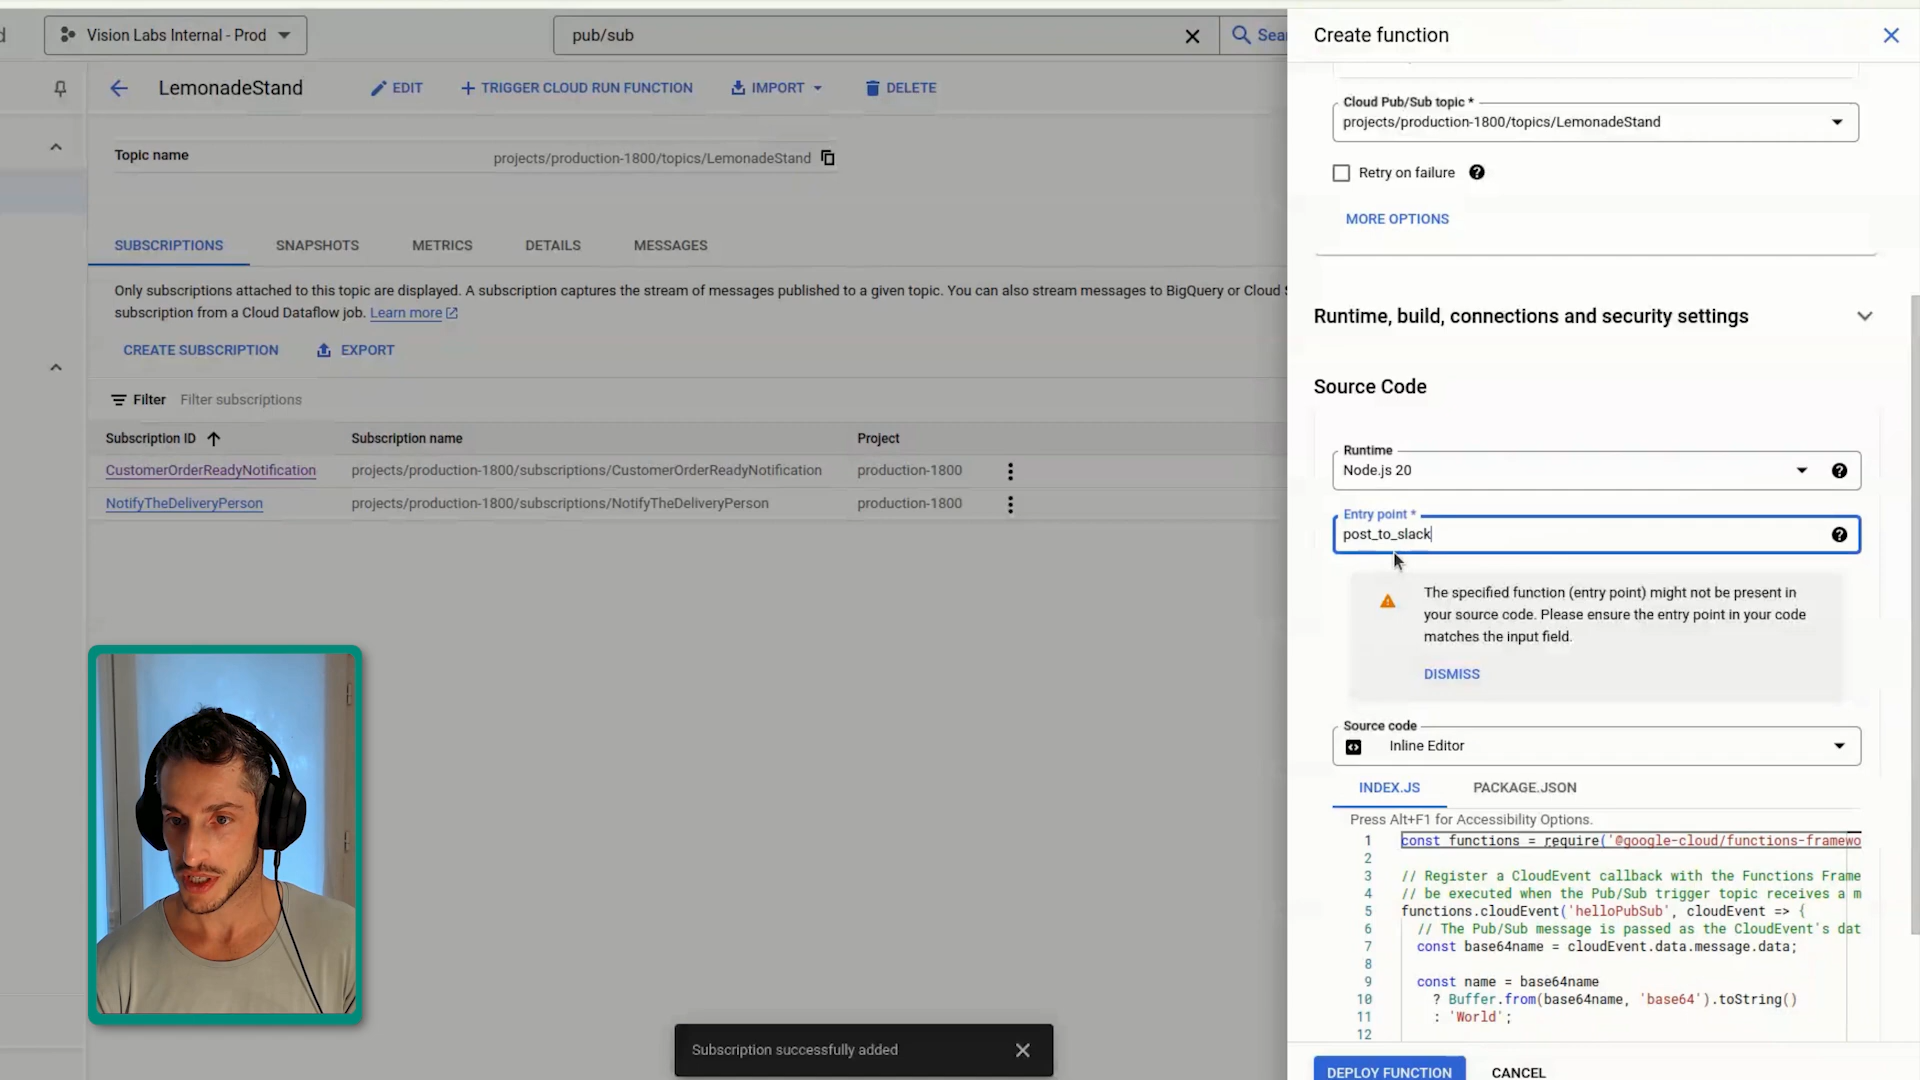 Vision Labs Internal - Prod
pub/sub
LemonadeStand
EDIT
TRIGGER CLOUD RUN FUNCTION
IMPORT
DELETE
Topic name
projects/production-1800/topics/LemonadeStand
SUBSCRIPTIONS
SNAPSHOTS
METRICS
DETAILS
MESSAGES
Only subscriptions attached to this topic are displayed. A subscription captures the stream of messages published to a given topic. You can also stream messages to BigQuery or Cloud
subscription from a Cloud Dataflow job. Learn more
CREATE SUBSCRIPTION
EXPORT
Filter
Filter subscriptions
Subscription ID
Subscription name
Project
CustomerOrderReadyNotification
projects/production-1800/subscriptions/CustomerOrderReadyNotification
production-1800
NotifyTheDeliveryPerson
projects/production-1800/subscriptions/NotifyTheDeliveryPerson
production-1800
Subscription successfully added
Create function
Cloud Pub/Sub topic *
projects/production-1800/topics/LemonadeStand
Retry on failure
MORE OPTIONS
Runtime, build, connections and security settings
Source Code
Runtime
Node.js 20
Entry point *
post_to_slack
The specified function (entry point) might not be present in
your source code. Please ensure the entry point in your code
matches the input field.
DISMISS
Source code
Inline Editor
INDEX.JS
PACKAGE.JSON
Press Alt+F1 for Accessibility Options.
1 const functions = require('@google-cloud/functions-framewo
2
3 // Register a CloudEvent callback with the Functions Frame
4 // be executed when the Pub/Sub trigger topic receives a m
5 functions.cloudEvent('helloPubSub', cloudEvent => {
6 // The Pub/Sub message is passed as the CloudEvent's dat
7 const base64name = cloudEvent.data.message.data;
8
9 const name = base64name
10 ? Buffer.from(base64name, 'base64').toString()
11 : 'World';
12
DEPLOY FUNCTION
CANCEL